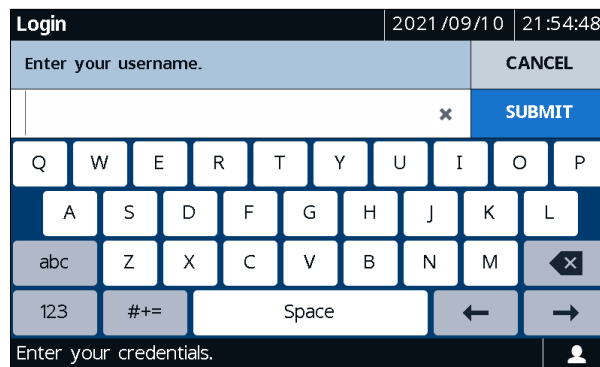 Login 2021/09/10 21:54:48
Enter your username. CANCEL
SUBMIT
Q W E R T Y U I O P
A S D F G H J K L
abc Z X C V B N M
123 #+= Space
Enter your credentials.